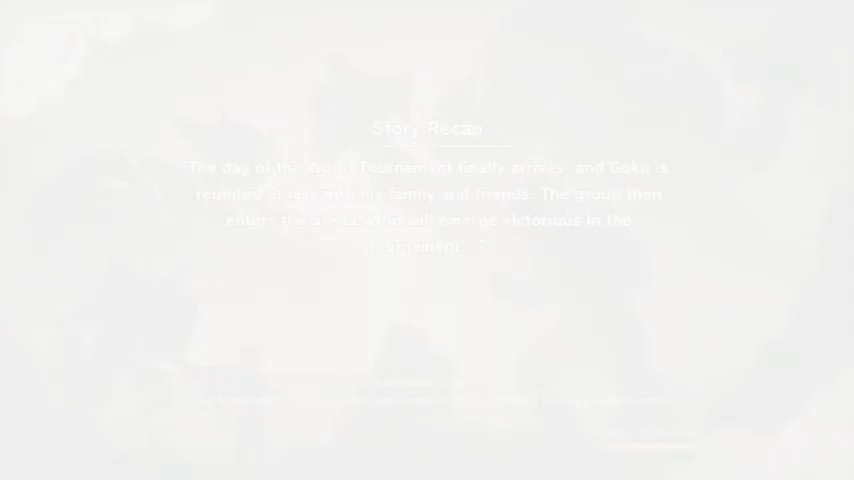 Story Recap
The day of the World Tournament finally arrives, and Goku is
reunited at last with his family and friends. The group then
enters the arena. Who will emerge victorious in the
tournament...?